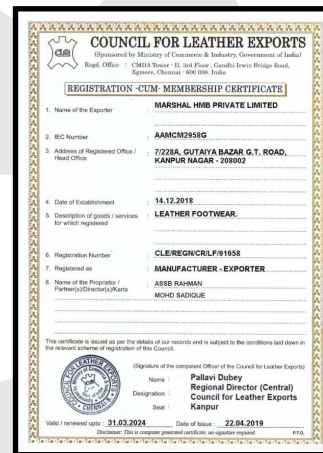 COUNCIL FOR LEATHER EXPORTS
(Sponsored by Ministry of Commerce & Industry, Government of India)
Regd. Office : CMDA Tower - II, 3rd Floor, Gandhi Irwin Bridge Road,
Egmore, Chennai - 600 008. India
REGISTRATION -CUM- MEMBERSHIP CERTIFICATE
1. Name of the Exporter : MARSHAL HMB PRIVATE LIMITED
2. IEC Number : AAMCM2958G
3. Address of Registered Office / : 7/228A, GUTAIYA BAZAR G.T. ROAD,
Head Office KANPUR NAGAR - 208002
4. Date of Establishment : 14.12.2018
5. Description of goods / services : LEATHER FOOTWEAR.
for which registered
6. Registration Number : CLE/REGN/CR/LF/91658
7. Registered as : MANUFACTURER - EXPORTER
8. Name of the Proprietor / : ASSB RAHMAN
Partner(s)/Director(s)/Karta MOHD SADIQUE
This certificate is issued as per the details of our records and is subject to the conditions laid down in
the relevant scheme of registration of this Council.
(Signature of the competent Officer of the Council for Leather Exports)
Name : Pallavi Dubey
Designation : Regional Director (Central)
Council for Leather Exports
Seal : Kanpur
Valid / renewed upto : 31.03.2024 Date of Issue : 22.04.2019
Disclaimer: This is computer generated certificate, no signature required. P.T.O.